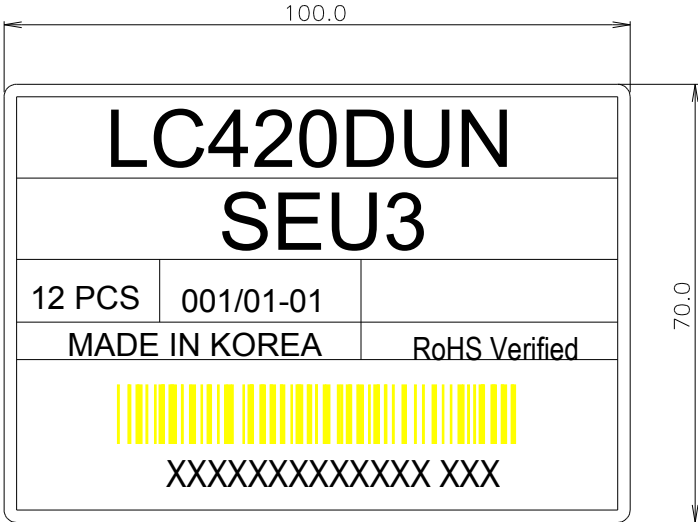 100.0
LC420DUN
SEU3
12 PCS 001/01-01
70.0
MADE IN KOREA RoHS Verified
XXXXXXXXXXXXX XXX